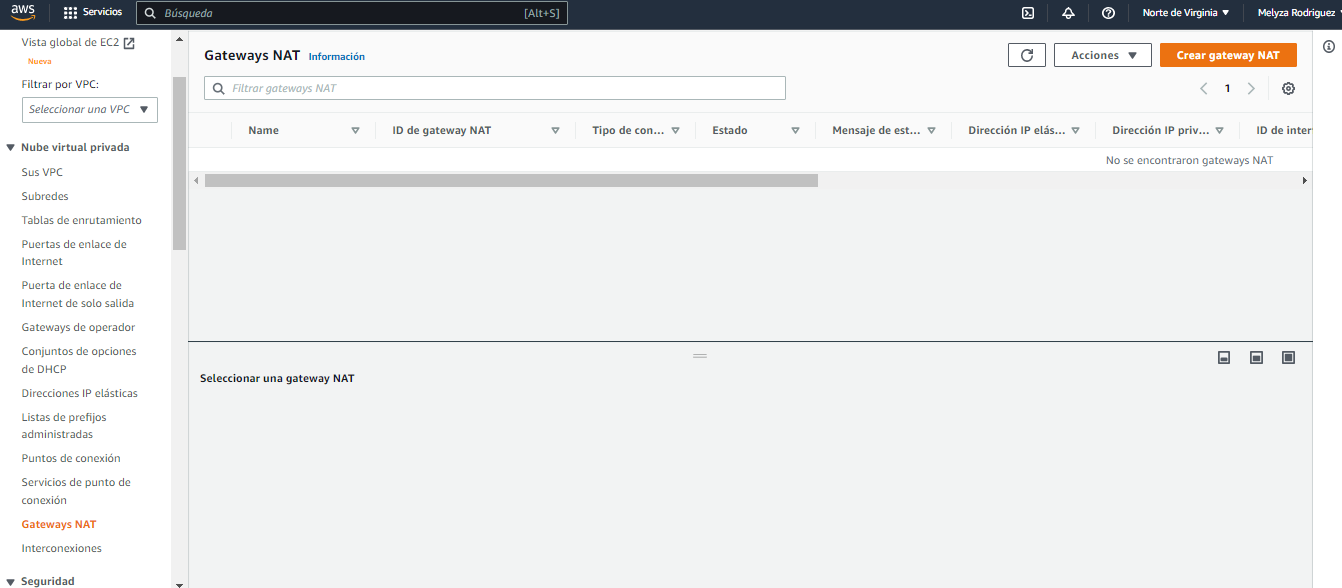 aws
Servicios
Búsqueda
[Alt+S]
Norte de Virginia
Melyza Rodriguez
Vista global de EC2
Nueva
Filtrar por VPC:
Seleccionar una VPC
Nube virtual privada
Sus VPC
Subredes
Tablas de enrutamiento
Puertas de enlace de
Internet
Puerta de enlace de
Internet de solo salida
Gateways de operador
Conjuntos de opciones
de DHCP
Direcciones IP elásticas
Listas de prefijos
administradas
Puntos de conexión
Servicios de punto de
conexión
Gateways NAT
Interconexiones
Seguridad
Gateways NAT
Información
Acciones
Crear gateway NAT
Filtrar gateways NAT
1
Name
ID de gateway NAT
Tipo de con...
Estado
Mensaje de est...
Dirección IP elás...
Dirección IP priv...
ID de inter
No se encontraron gateways NAT
Seleccionar una gateway NAT